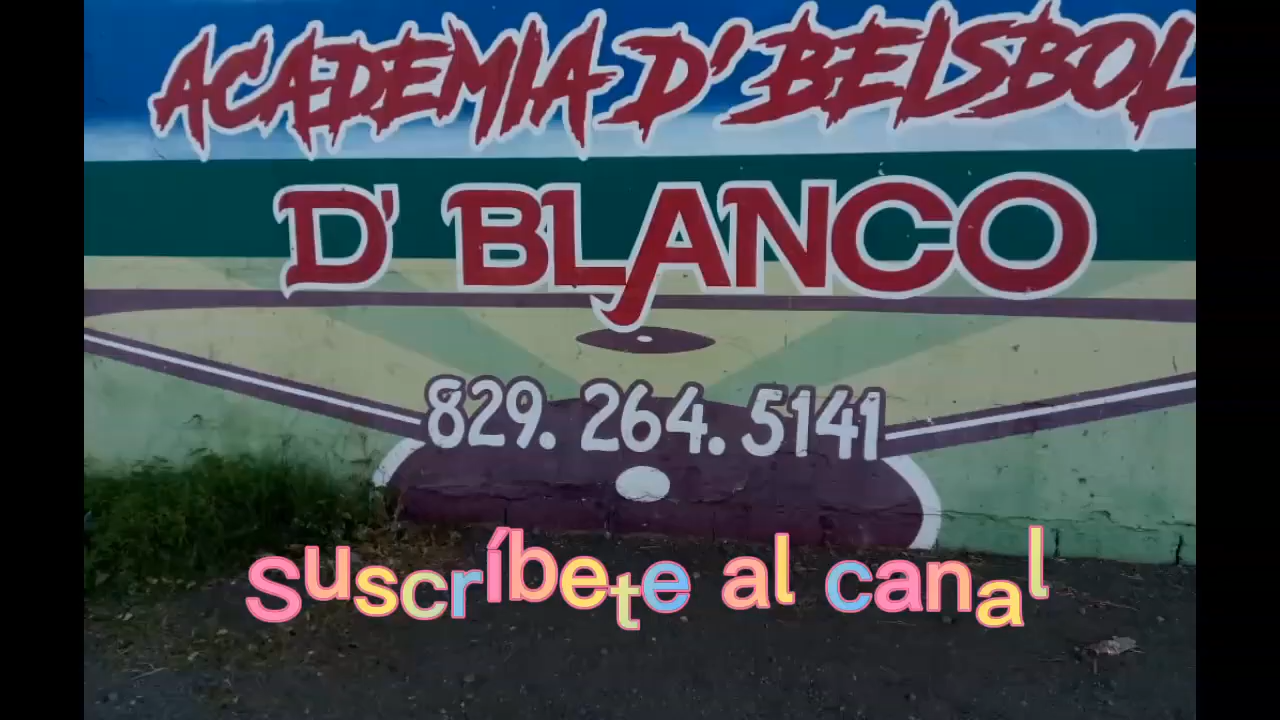 ACADEMIA D' BEISBOL
D' BLANCO
829. 264. 5141
Suscríbete al canal